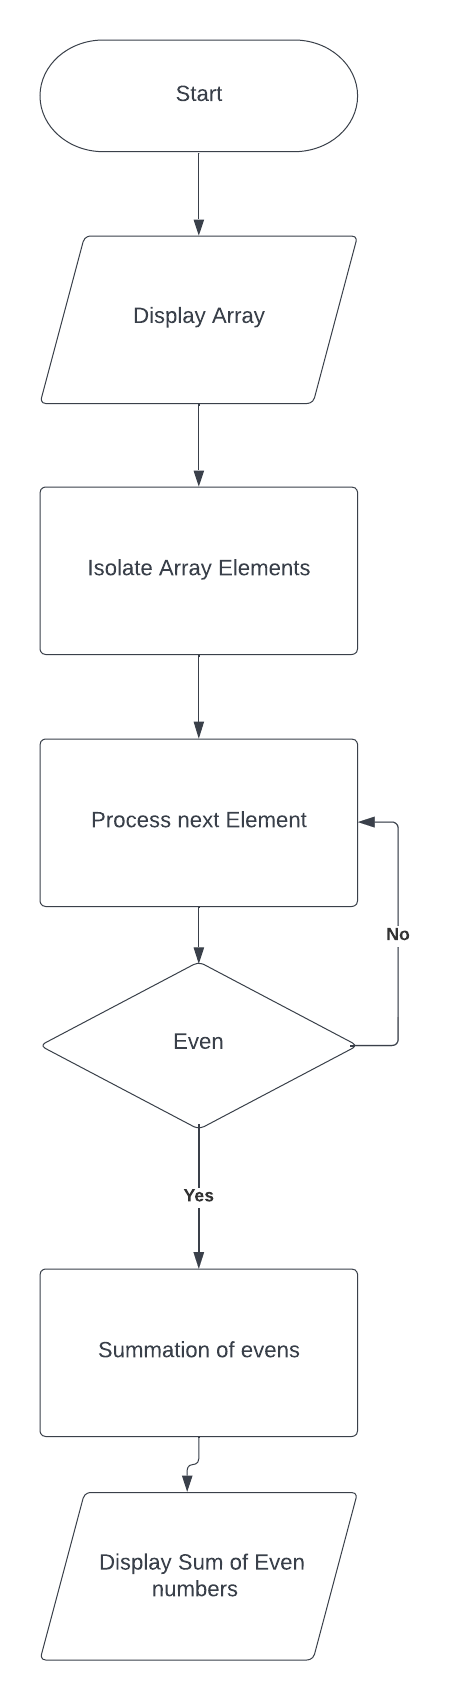 Start
Display Array
Isolate Array Elements
Process next Element
No
Even
Yes
Summation of evens
Display Sum of Even
numbers